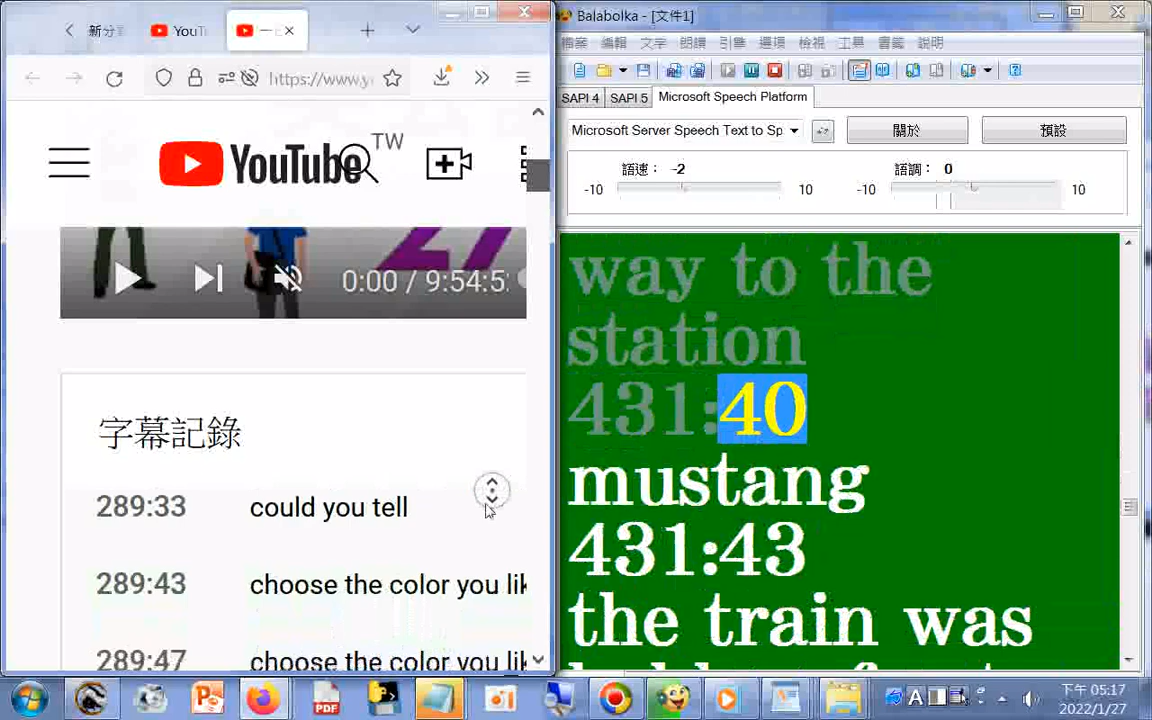 新分
YouT
https://www.y
YouTube TW
27
0:00 / 9:54:5
字幕記錄
289:33 could you tell
289:43 choose the color you lik
289:47 choose the color you lik
Balabolka - [文件1]
檔案 編輯 文字 朗讀 引擎 選項 檢視 工具 書籤 說明
SAPI 4 SAPI 5 Microsoft Speech Platform
Microsoft Server Speech Text to Sp 關於 預設
語速： -2 語調： 0
-10 10 -10 10
way to the
station
431:40
mustang
431:43
the train was
PDF
A
下午 05:17
2022/1/27